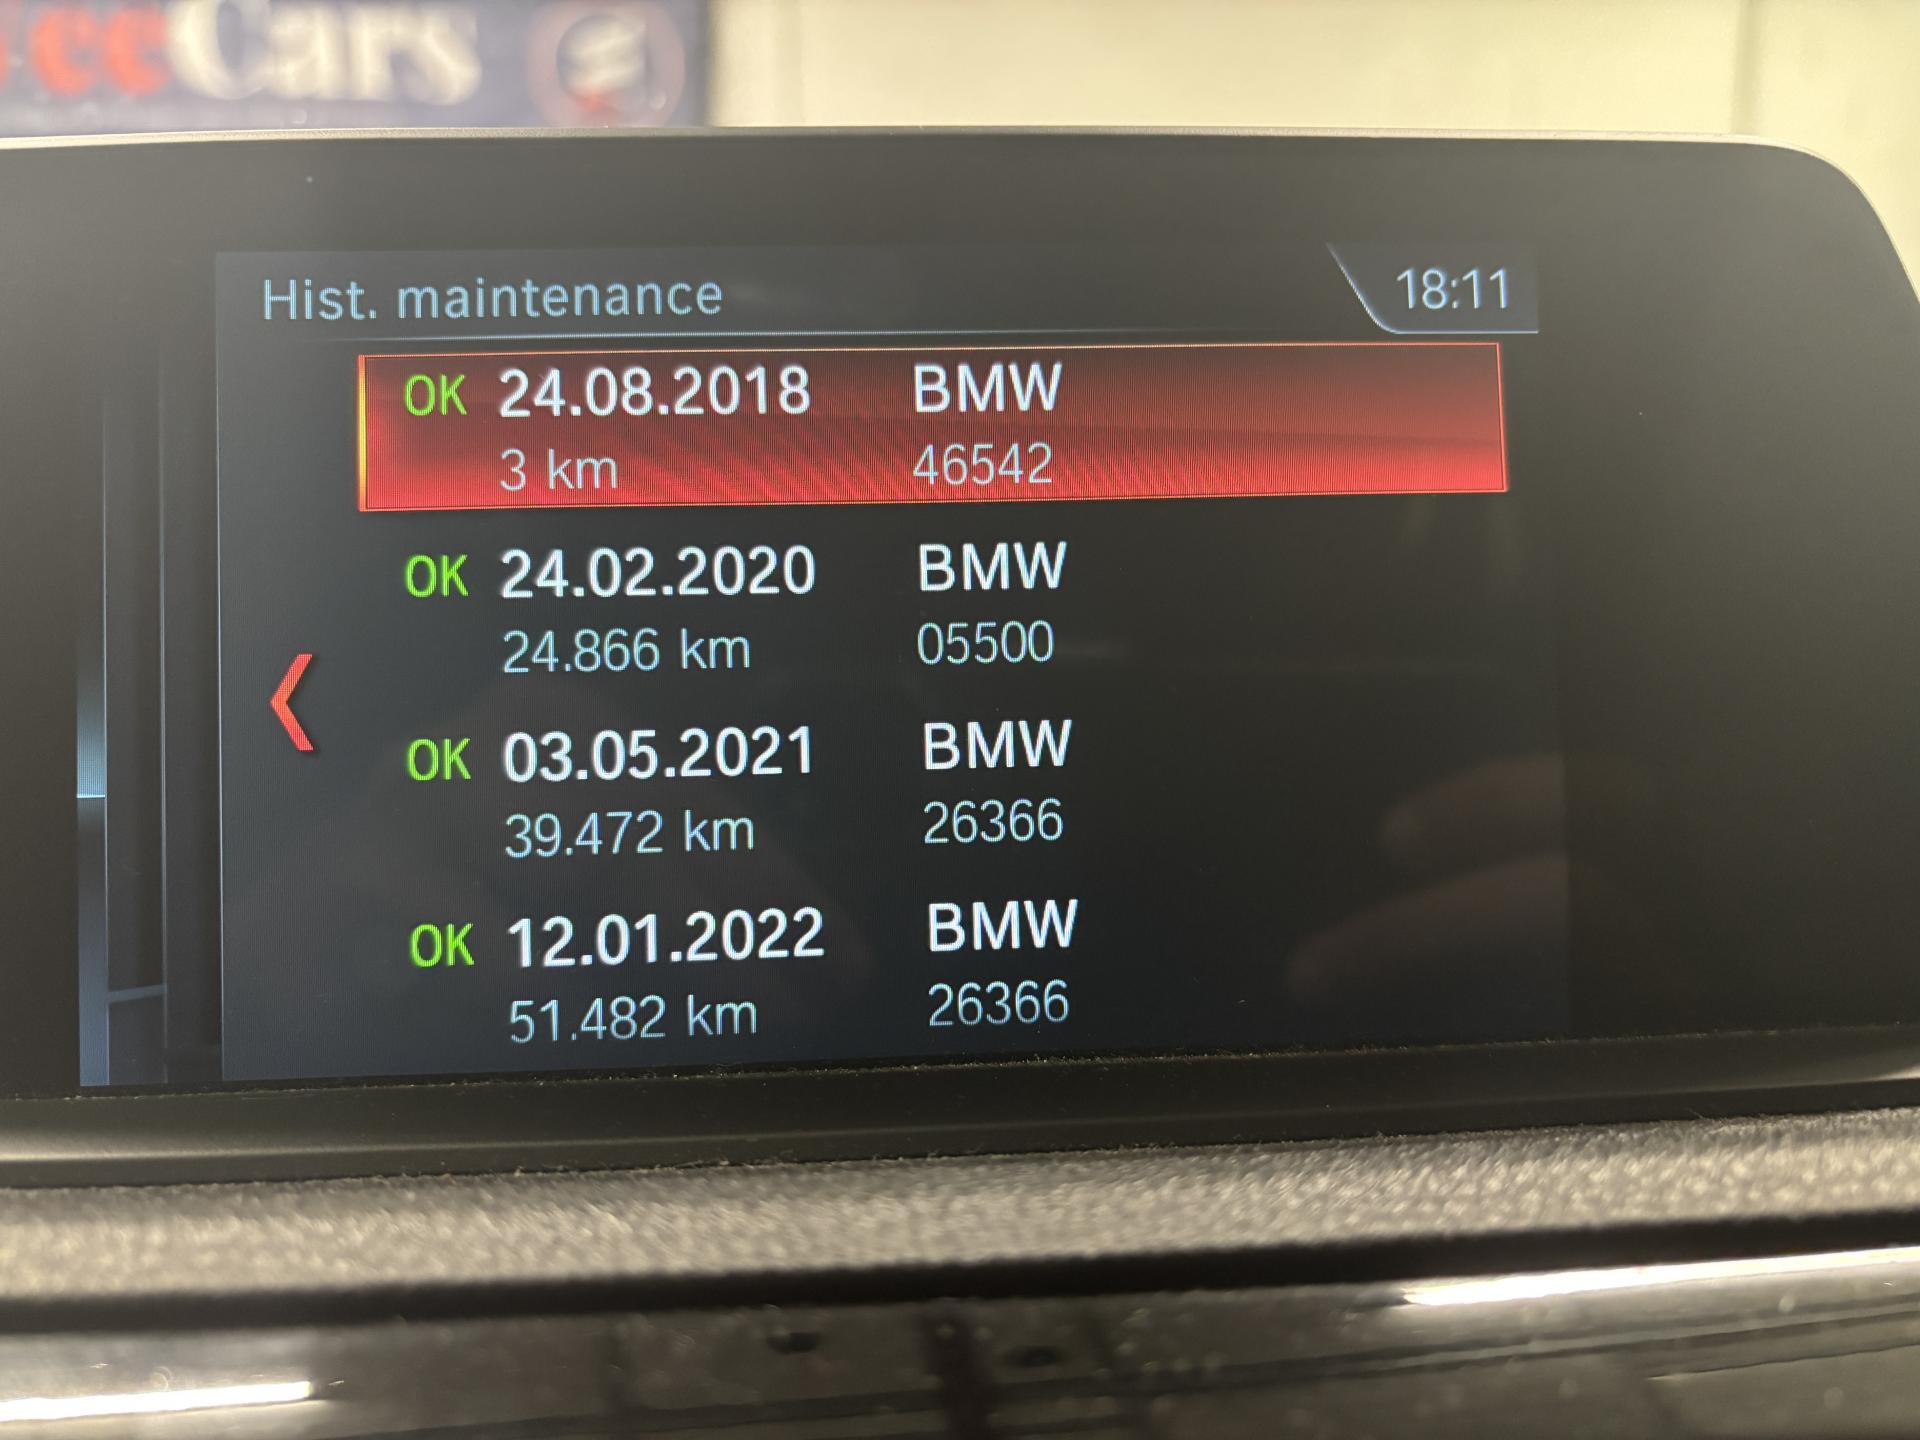 Cars
Hist. maintenance 18:11
OK 24.08.2018 BMW
3 km 46542
OK 24.02.2020 BMW
24.866 km 05500
OK 03.05.2021 BMW
39.472 km 26366
OK 12.01.2022 BMW
51.482 km 26366